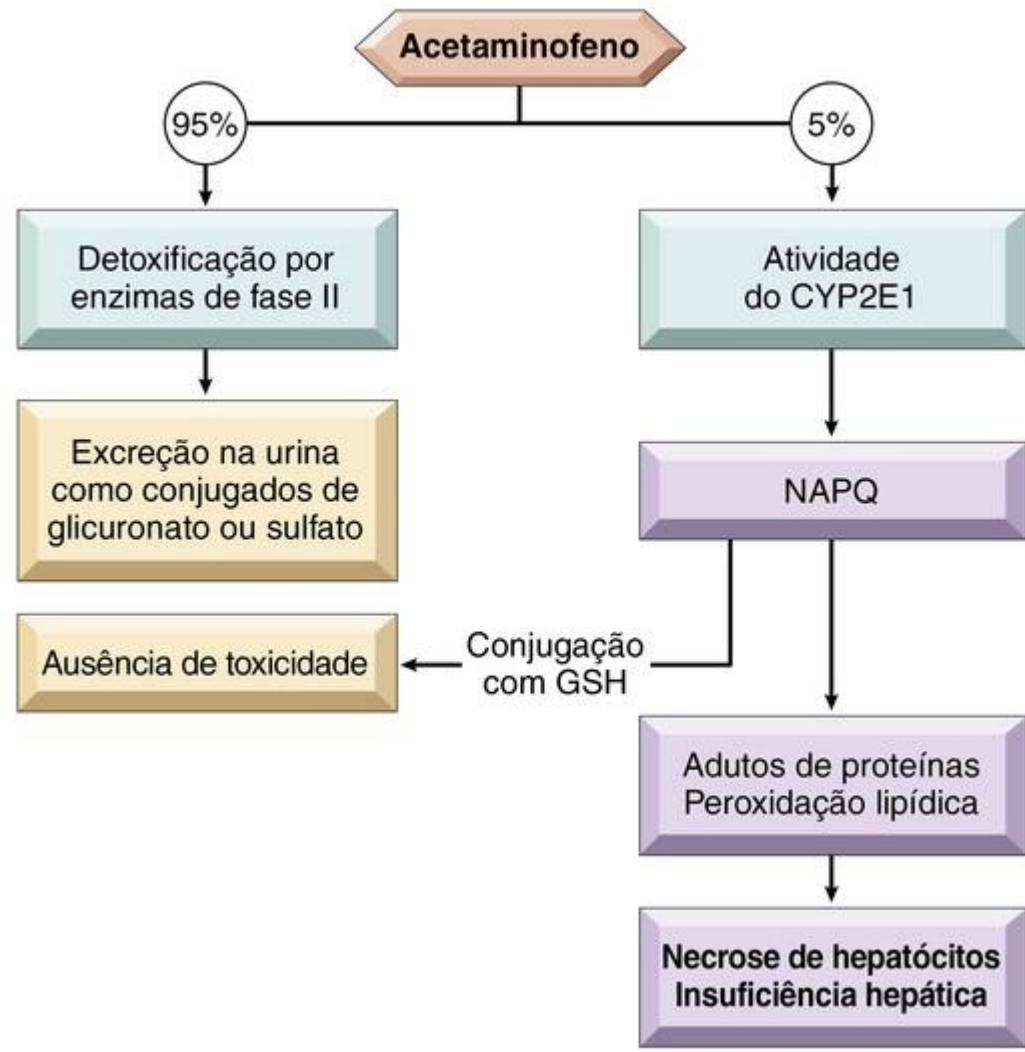 Acetaminofeno
95%
5%
Detoxificação por
enzimas de fase II
Atividade
do CYP2E1
Excreção na urina
como conjugados de
glicuronato ou sulfato
NAPQ
Conjugação
com GSH
Ausência de toxicidade
Adutos de proteínas
Peroxidação lipídica
Necrose de hepatócitos
Insuficiência hepática